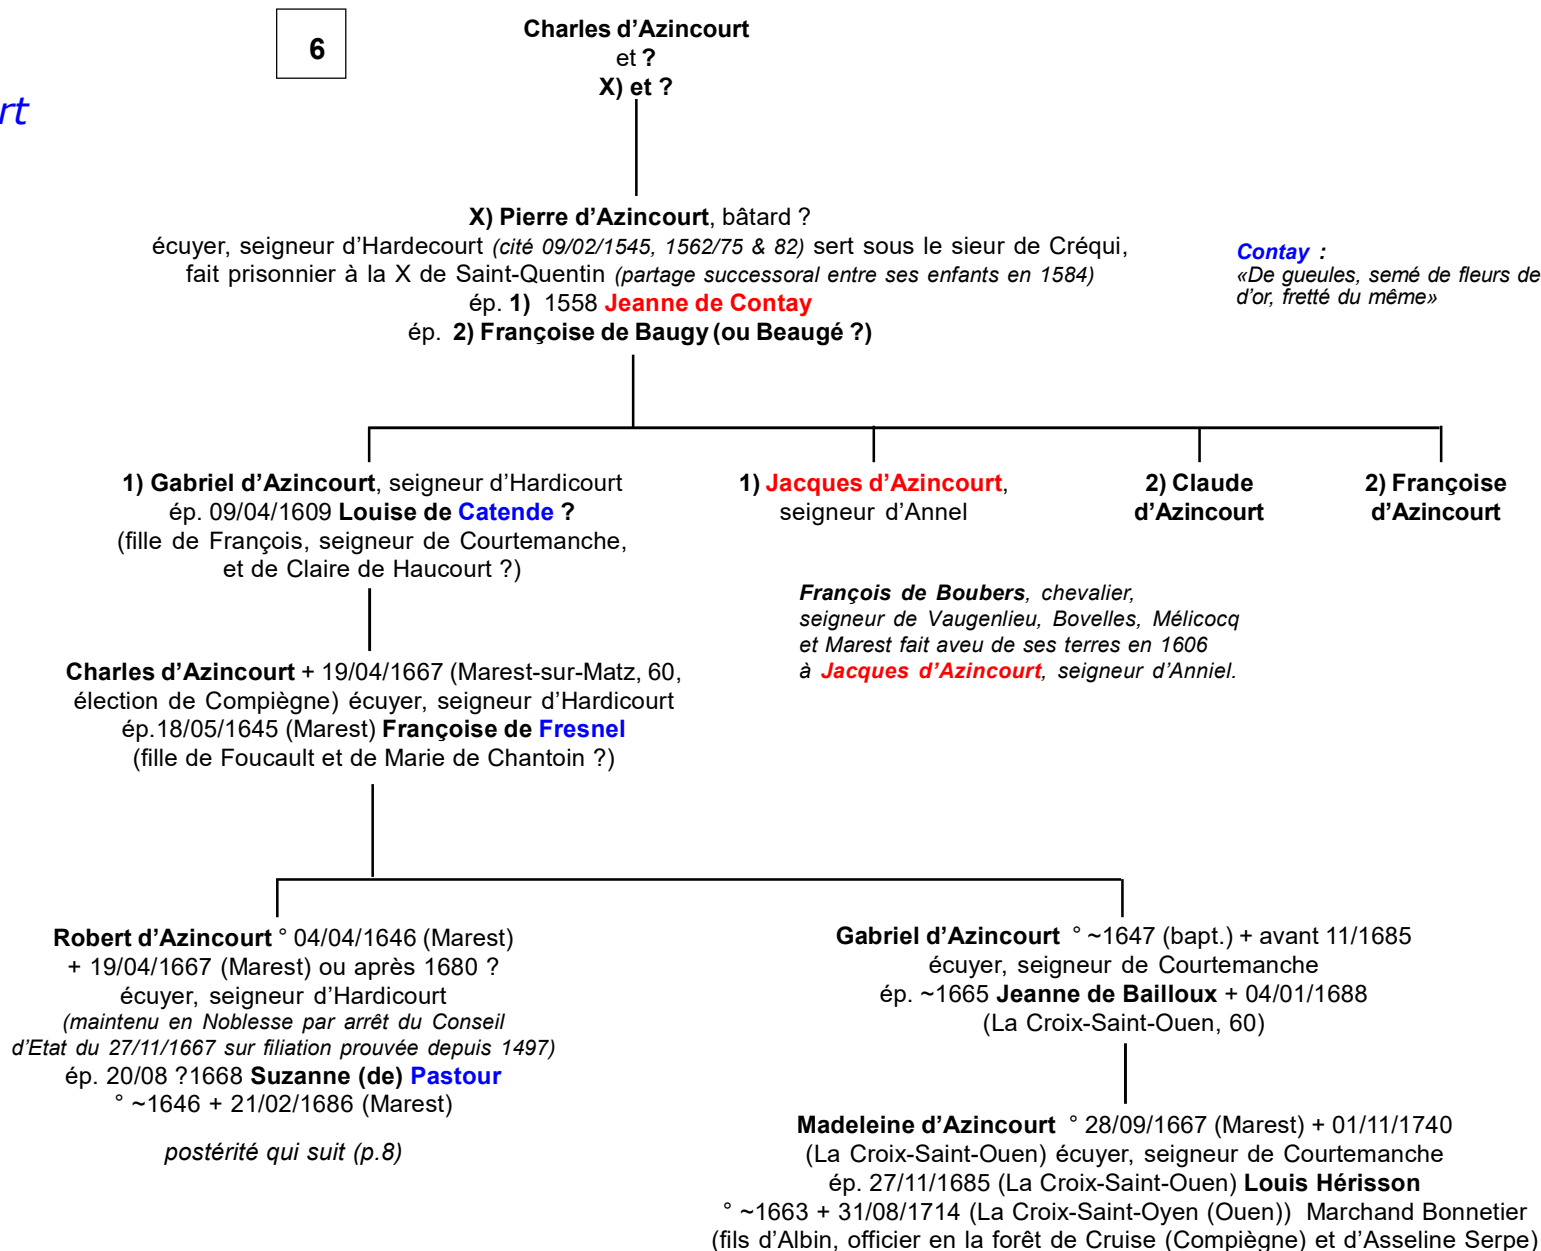 6
rt
Charles d’Azincourt
et ?
X) et ?
X) Pierre d’Azincourt, bâtard ?
écuyer, seigneur d’Hardecourt (cité 09/02/1545, 1562/75 & 82) sert sous le sieur de Créqui,
fait prisonnier à la X de Saint-Quentin (partage successoral entre ses enfants en 1584)
ép. 1) 1558 Jeanne de Contay
ép. 2) Françoise de Baugy (ou Beaugé ?)
Contay :
«De gueules, semé de fleurs de
d’or, fretté du même»
1) Gabriel d’Azincourt, seigneur d’Hardicourt
ép. 09/04/1609 Louise de Catende ?
(fille de François, seigneur de Courtemanche,
et de Claire de Haucourt ?)
1) Jacques d’Azincourt,
seigneur d’Annel
2) Claude
d’Azincourt
2) Françoise
d’Azincourt
François de Boubers, chevalier,
seigneur de Vaugenlieu, Bovelles, Mélicocq
et Marest fait aveu de ses terres en 1606
à Jacques d’Azincourt, seigneur d’Anniel.
Charles d’Azincourt + 19/04/1667 (Marest-sur-Matz, 60,
élection de Compiègne) écuyer, seigneur d’Hardicourt
ép.18/05/1645 (Marest) Françoise de Fresnel
(fille de Foucault et de Marie de Chantoin ?)
Robert d’Azincourt ° 04/04/1646 (Marest)
+ 19/04/1667 (Marest) ou après 1680 ?
écuyer, seigneur d’Hardicourt
(maintenu en Noblesse par arrêt du Conseil
d’Etat du 27/11/1667 sur filiation prouvée depuis 1497)
ép. 20/08 ?1668 Suzanne (de) Pastour
° ~1646 + 21/02/1686 (Marest)
postérité qui suit (p.8)
Gabriel d’Azincourt ° ~1647 (bapt.) + avant 11/1685
écuyer, seigneur de Courtemanche
ép. ~1665 Jeanne de Bailloux + 04/01/1688
(La Croix-Saint-Ouen, 60)
Madeleine d’Azincourt ° 28/09/1667 (Marest) + 01/11/1740
(La Croix-Saint-Ouen) écuyer, seigneur de Courtemanche
ép. 27/11/1685 (La Croix-Saint-Ouen) Louis Hérisson
° ~1663 + 31/08/1714 (La Croix-Saint-Oyen (Ouen)) Marchand Bonnetier
(fils d’Albin, officier en la forêt de Cruise (Compiègne) et d’Asseline Serpe)